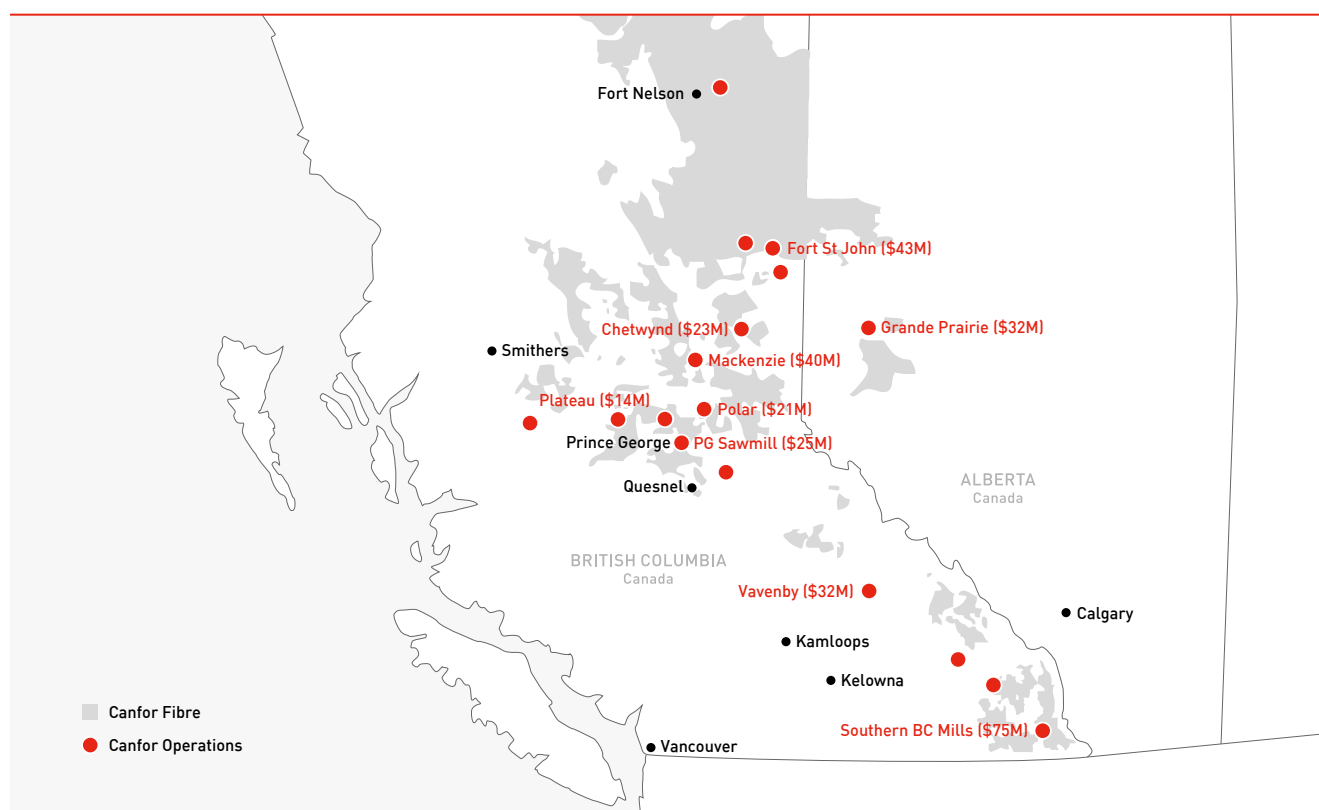 Fort Nelson
Fort St John ($43M)
Chetwynd ($23M)
Grande Prairie ($32M)
Smithers
Mackenzie ($40M)
Plateau ($14M)
Polar ($21M)
Prince George
PG Sawmill ($25M)
Quesnel
ALBERTA
Canada
BRITISH COLUMBIA
Canada
Vavenby ($32M)
Calgary
Kamloops
Kelowna
Canfor Fibre
Southern BC Mills ($75M)
Canfor Operations
Vancouver